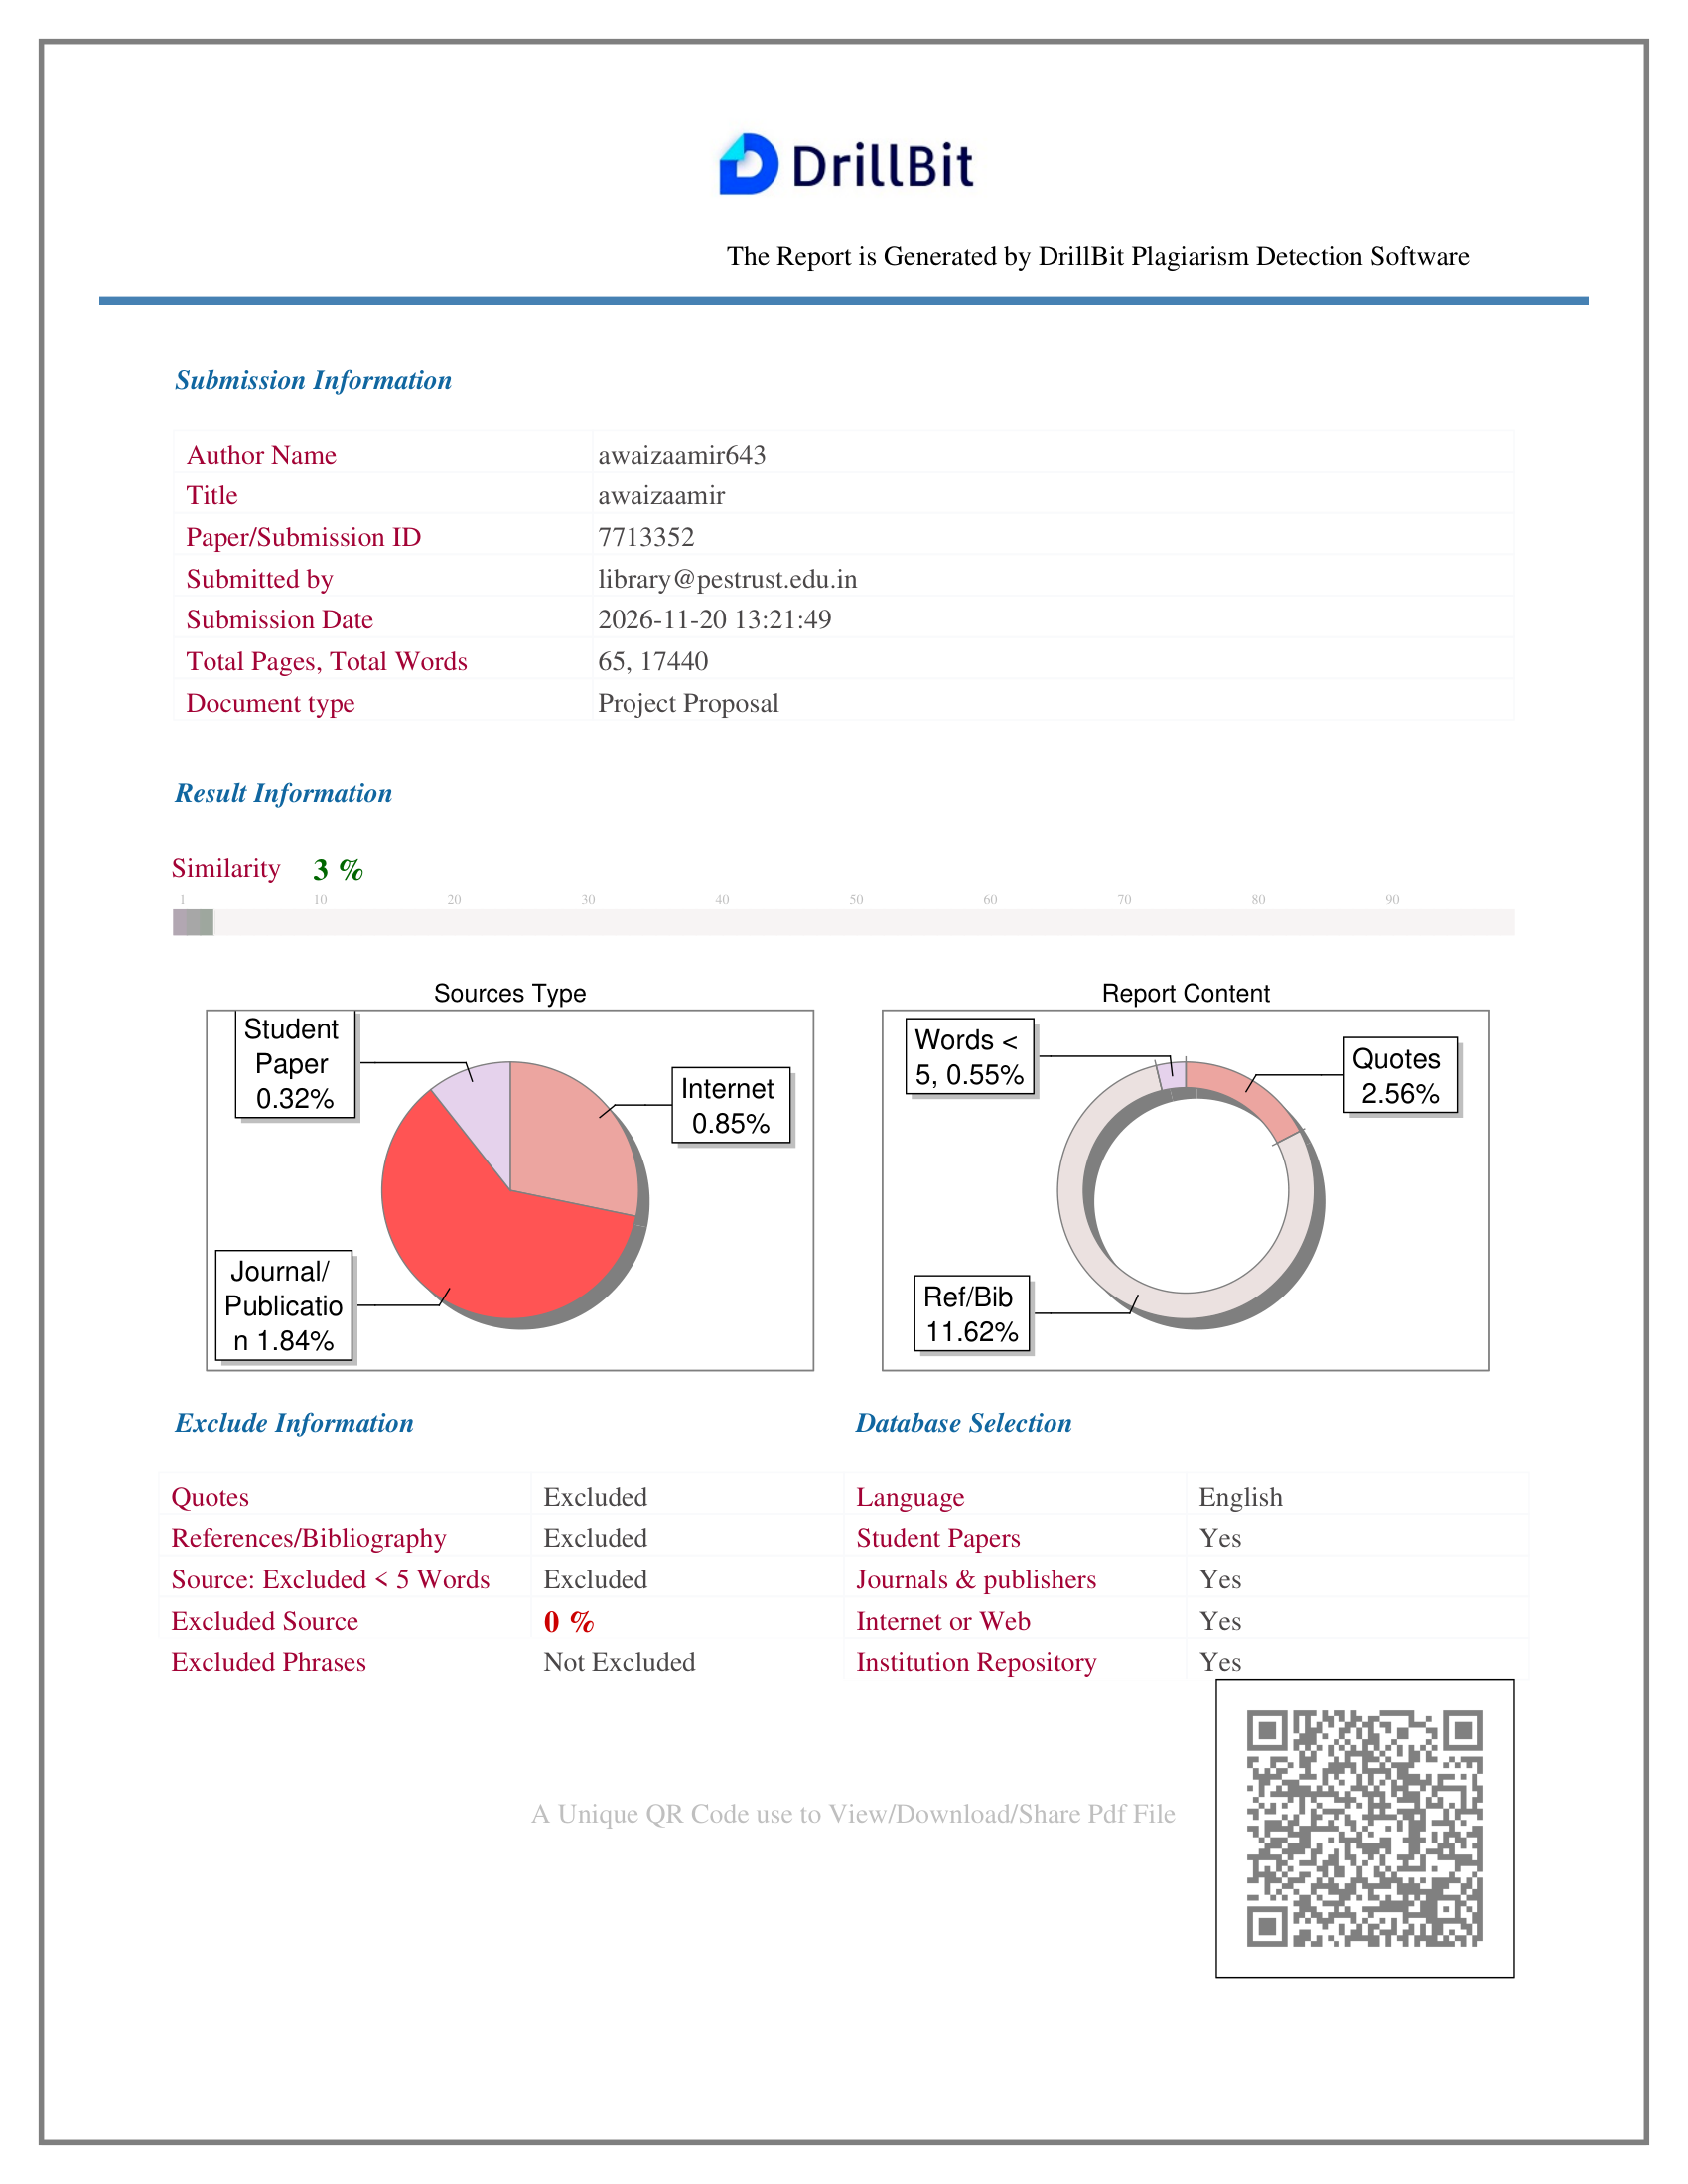 DrillBit
The Report is Generated by DrillBit Plagiarism Detection Software
Submission Information
Author Name awaizaamir643
Title awaizaamir
Paper/Submission ID 7713352
Submitted by library@pestrust.edu.in
Submission Date 2026-11-20 13:21:49
Total Pages, Total Words 65, 17440
Document type Project Proposal
Result Information
Similarity 3 %
1 10 20 30 40 50 60 70 80 90
Sources Type
Student
Paper
0.32%
Internet
0.85%
Journal/
Publicatio
n 1.84%
Report Content
Words <
5, 0.55%
Quotes
2.56%
Ref/Bib
11.62%
Exclude Information
Quotes Excluded
References/Bibliography Excluded
Source: Excluded < 5 Words Excluded
Excluded Source 0 %
Excluded Phrases Not Excluded
Database Selection
Language English
Student Papers Yes
Journals & publishers Yes
Internet or Web Yes
Institution Repository Yes
A Unique QR Code use to View/Download/Share Pdf File